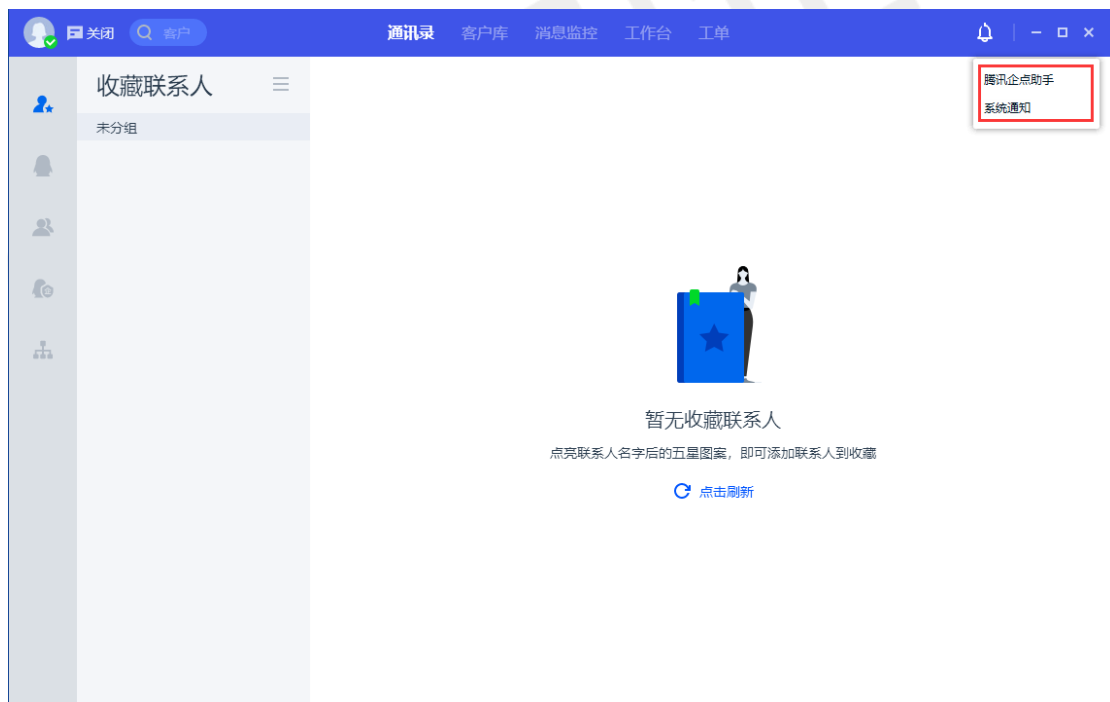 关闭 客户 通讯录 客户库 消息监控 工作台 工单
收藏联系人
未分组
腾讯企点助手
系统通知
暂无收藏联系人
点亮联系人名字后的五星图案，即可添加联系人到收藏
点击刷新